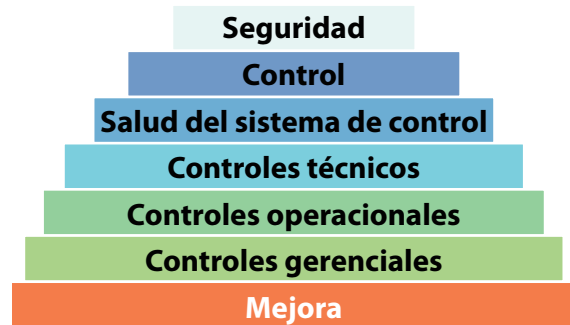 Seguridad
Control
Salud del sistema de control
Controles técnicos
Controles operacionales
Controles gerenciales
Mejora